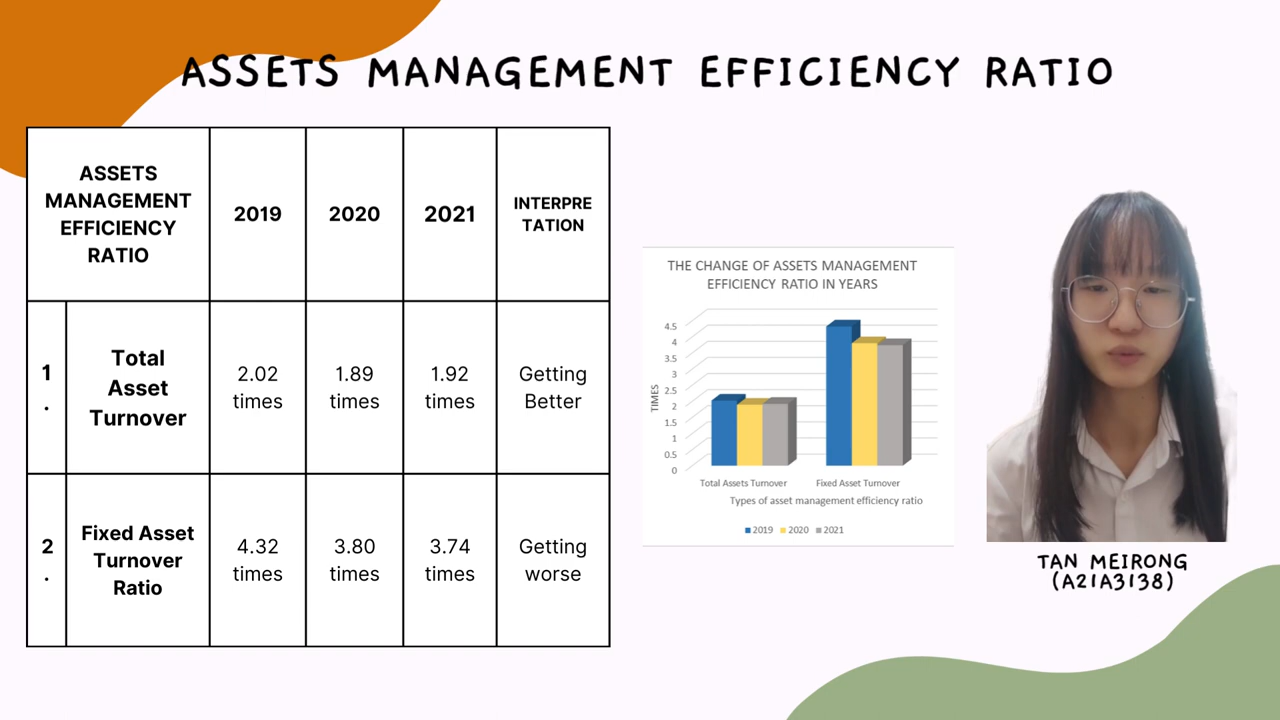 ASSETS MANAGEMENT EFFICIENCY RATIO
ASSETS
MANAGEMENT
EFFICIENCY
RATIO
2019
2020
2021
INTERPRE
TATION
1
.
Total
Asset
Turnover
2.02
times
1.89
times
1.92
times
Getting
Better
2
.
Fixed Asset
Turnover
Ratio
4.32
times
3.80
times
3.74
times
Getting
worse
THE CHANGE OF ASSETS MANAGEMENT
EFFICIENCY RATIO IN YEARS
TIMES
4.5
4
3.5
3
2.5
2
1.5
1
0.5
0
Total Assets Turnover
Fixed Asset Turnover
Types of asset management efficiency ratio
2019 2020 2021
TAN MEIRONG
(A21A3138)